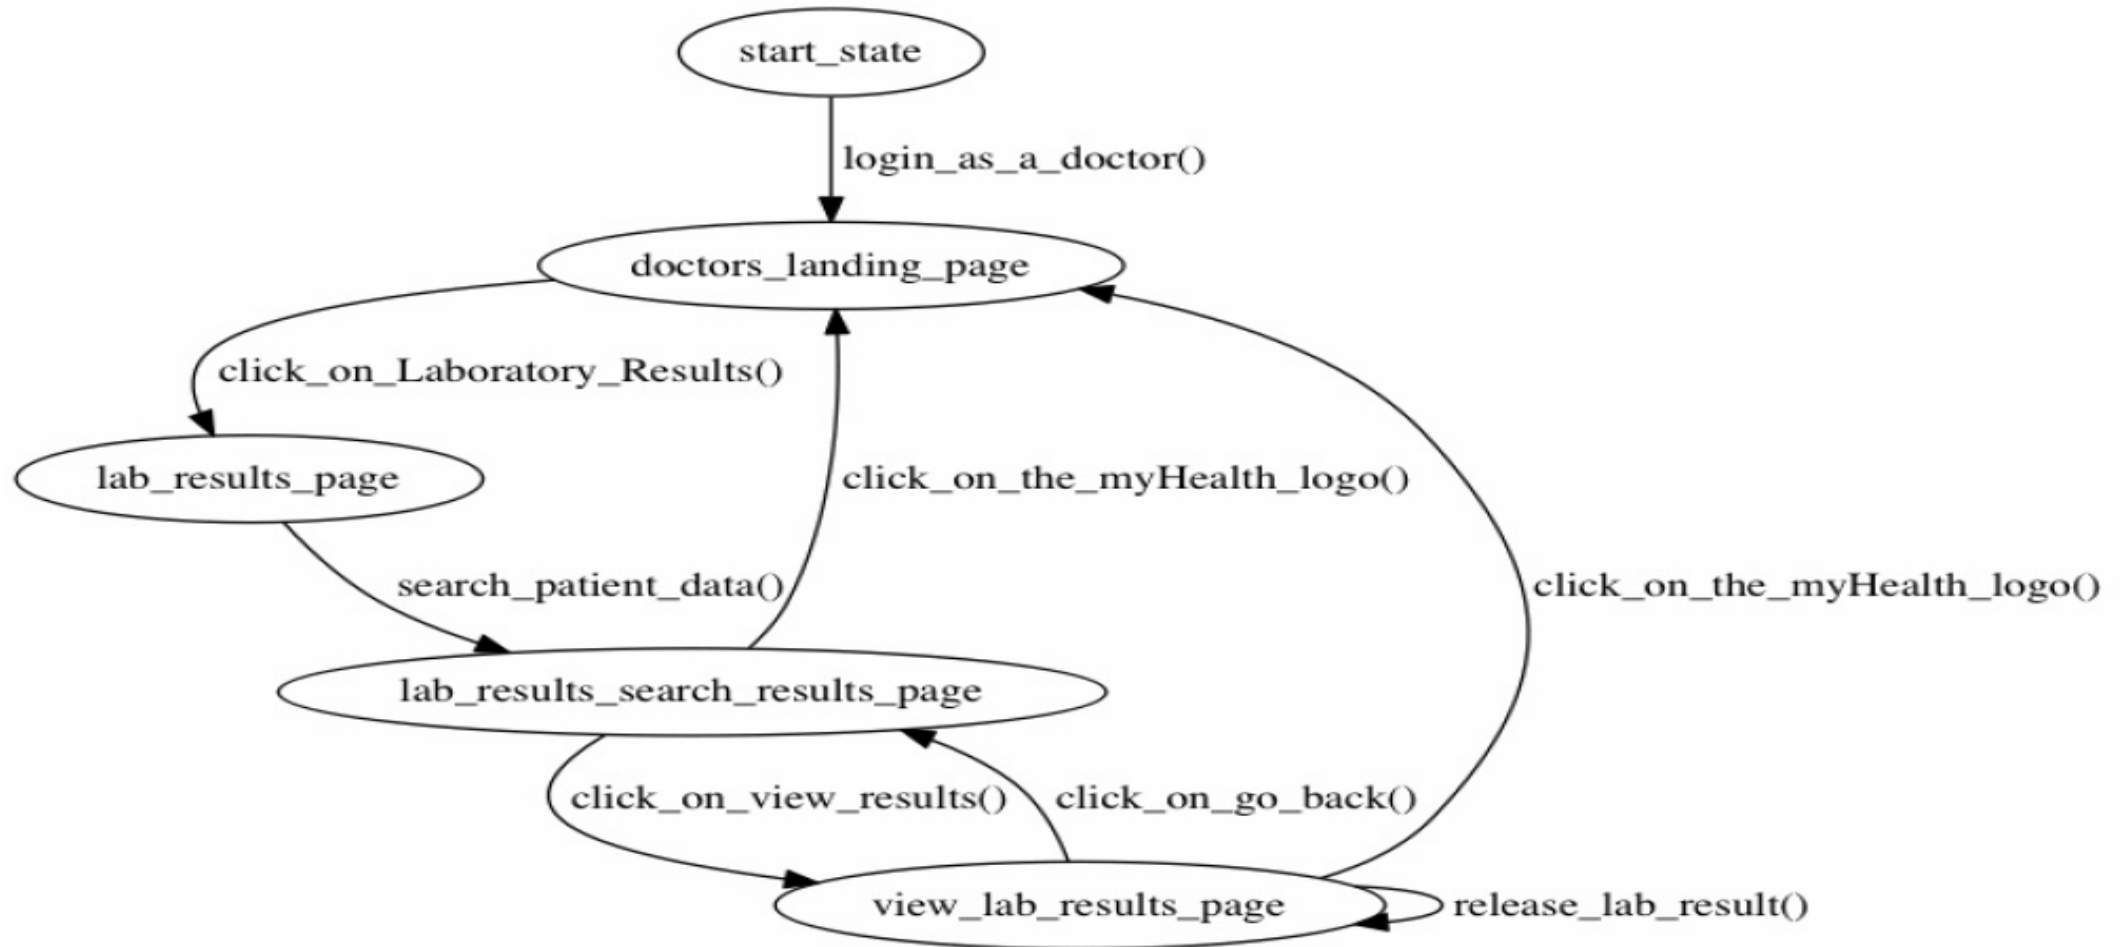 start_state
login_as_a_doctor()
doctors_landing_page
click_on_Laboratory_Results()
lab_results_page
click_on_the_myHealth_logo()
search_patient_data()
click_on_the_myHealth_logo()
lab_results_search_results_page
click_on_view_results()
click_on_go_back()
view_lab_results_page
release_lab_result()